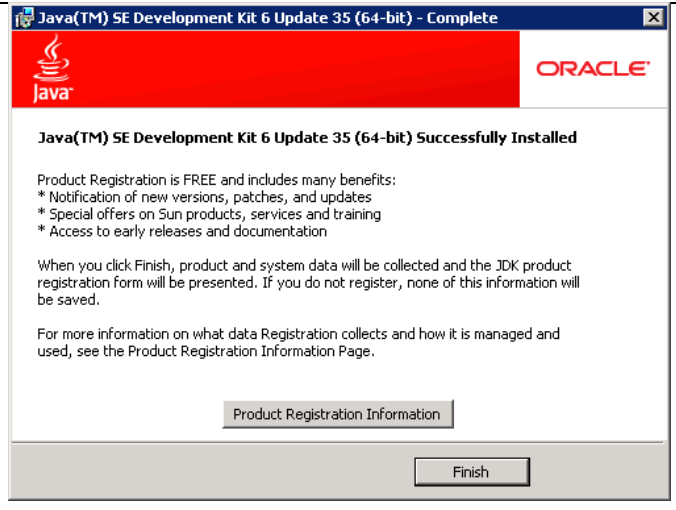 Java(TM) SE Development Kit 6 Update 35 (64-bit) - Complete
Java™
ORACLE®
Java(TM) SE Development Kit 6 Update 35 (64-bit) Successfully Installed
Product Registration is FREE and includes many benefits:
* Notification of new versions, patches, and updates
* Special offers on Sun products, services and training
* Access to early releases and documentation
When you click Finish, product and system data will be collected and the JDK product
registration form will be presented. If you do not register, none of this information will
be saved.
For more information on what data Registration collects and how it is managed and
used, see the Product Registration Information Page.
Product Registration Information
Finish